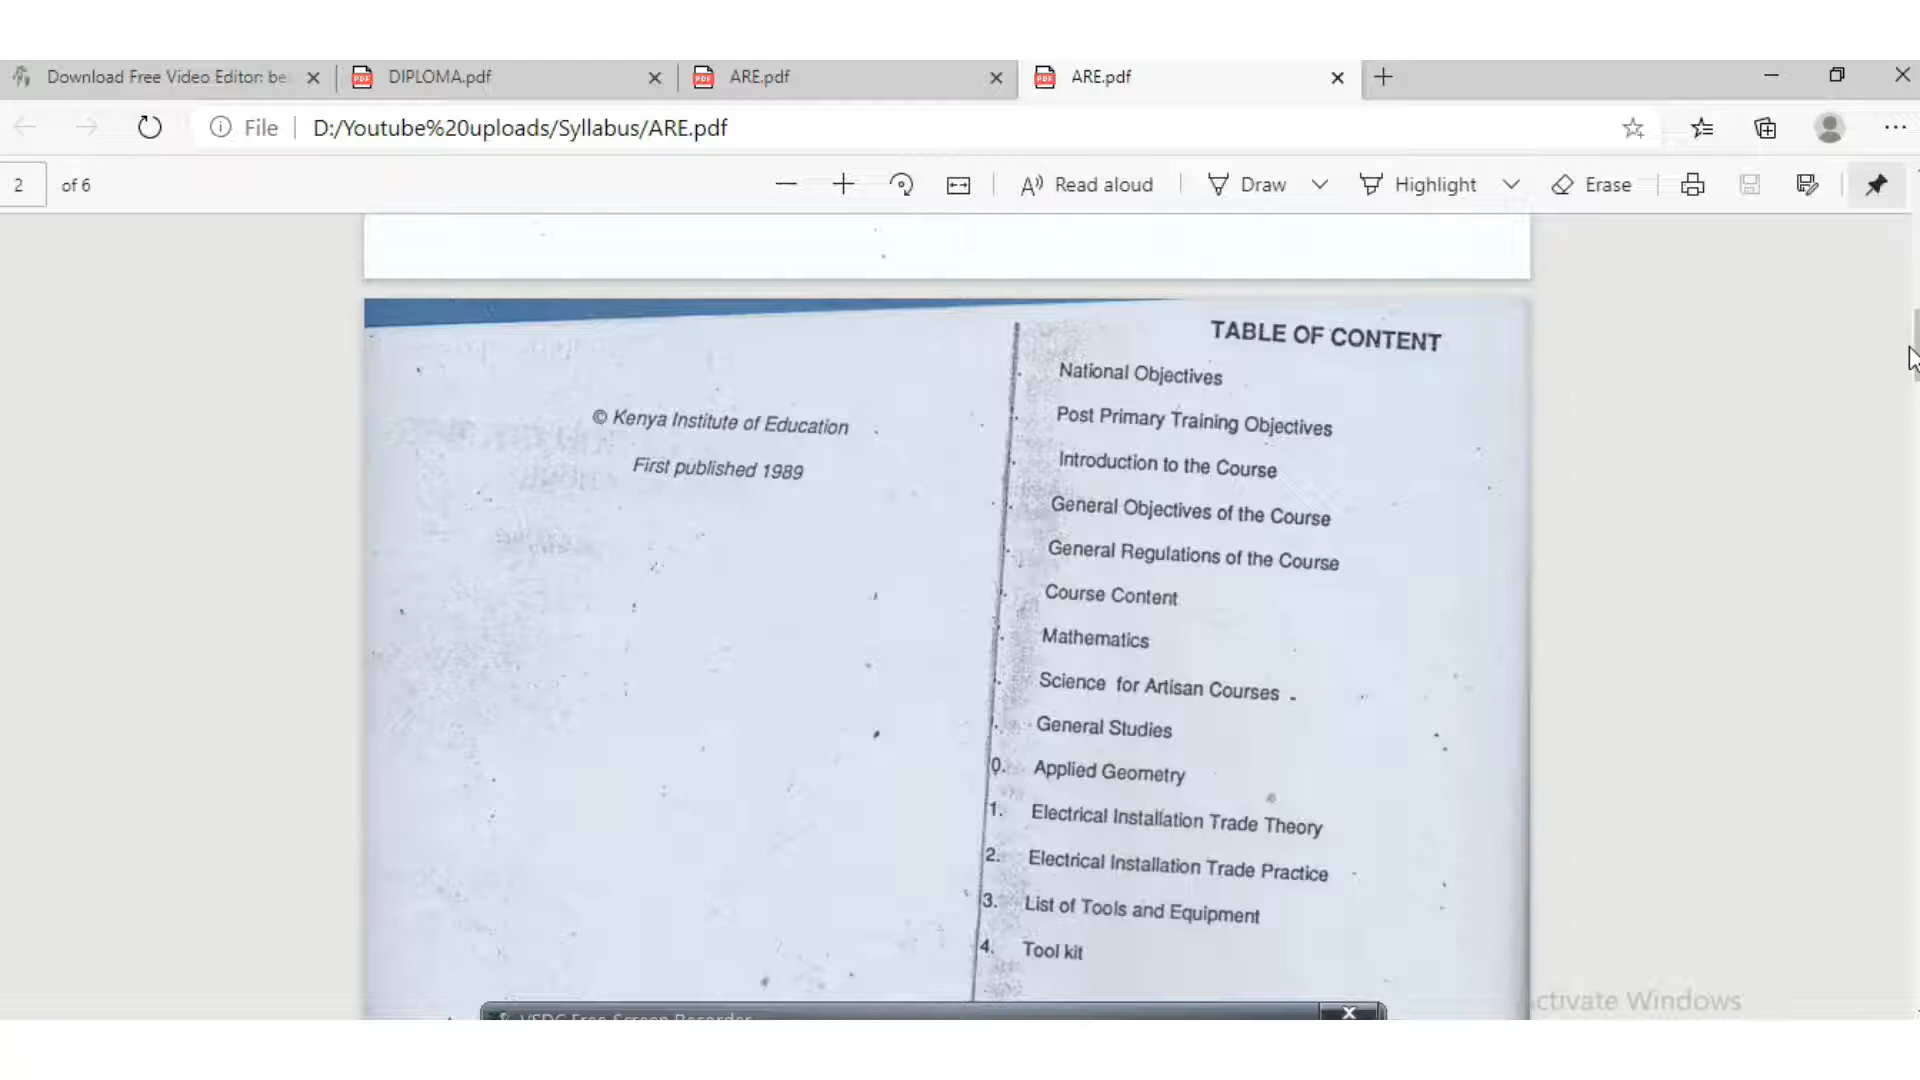 Download Free Video Editor: be
DIPLOMA.pdf
ARE.pdf
ARE.pdf
File
D:/Youtube%20uploads/Syllabus/ARE.pdf
2 of 6
Read aloud
Draw
Highlight
Erase
© Kenya Institute of Education
First published 1989
TABLE OF CONTENT
National Objectives
Post Primary Training Objectives
Introduction to the Course
General Objectives of the Course
General Regulations of the Course
Course Content
Mathematics
Science for Artisan Courses
General Studies
0. Applied Geometry
1. Electrical Installation Trade Theory
2. Electrical Installation Trade Practice
3. List of Tools and Equipment
4. Tool kit
VSDC Free Screen Recorder
ctivate Windows